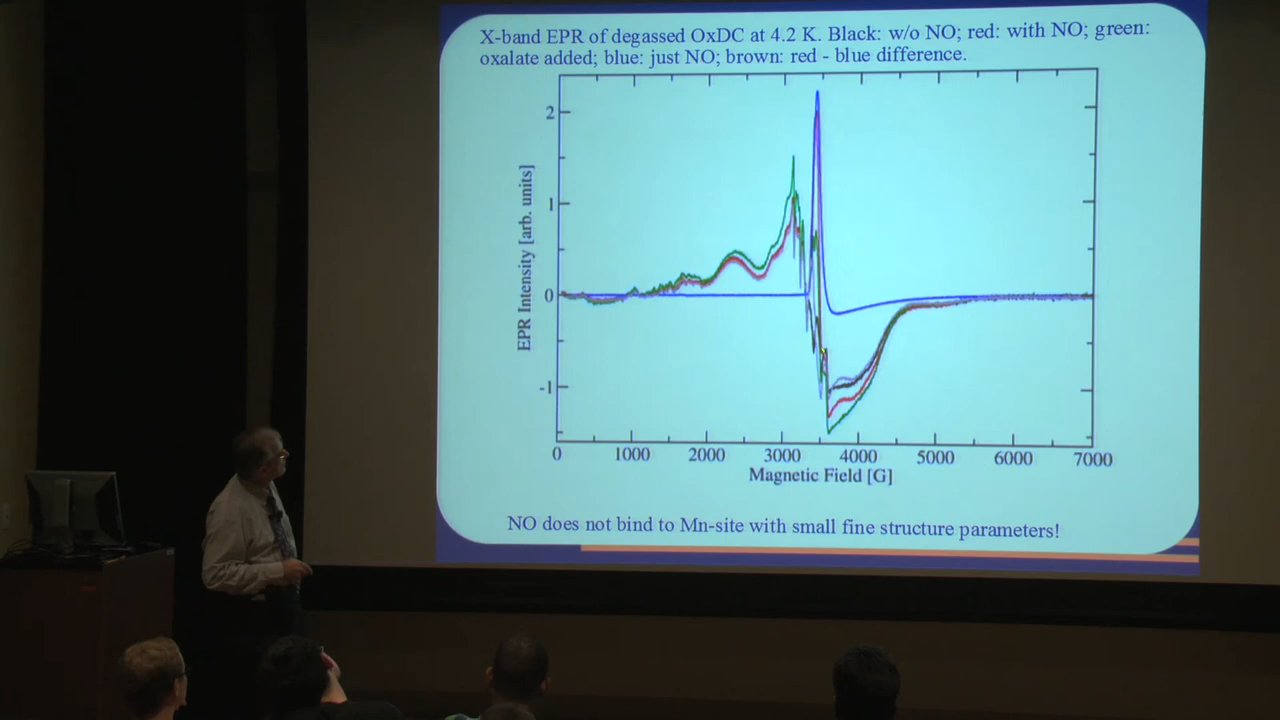 X-band EPR of degassed OxDC at 4.2 K. Black: w/o NO; red: with NO; green:
oxalate added; blue: just NO; brown: red - blue difference.
2
1
0
-1
EPR Intensity [arb. units]
0 1000 2000 3000 4000 5000 6000 7000
Magnetic Field [G]
NO does not bind to Mn-site with small fine structure parameters!